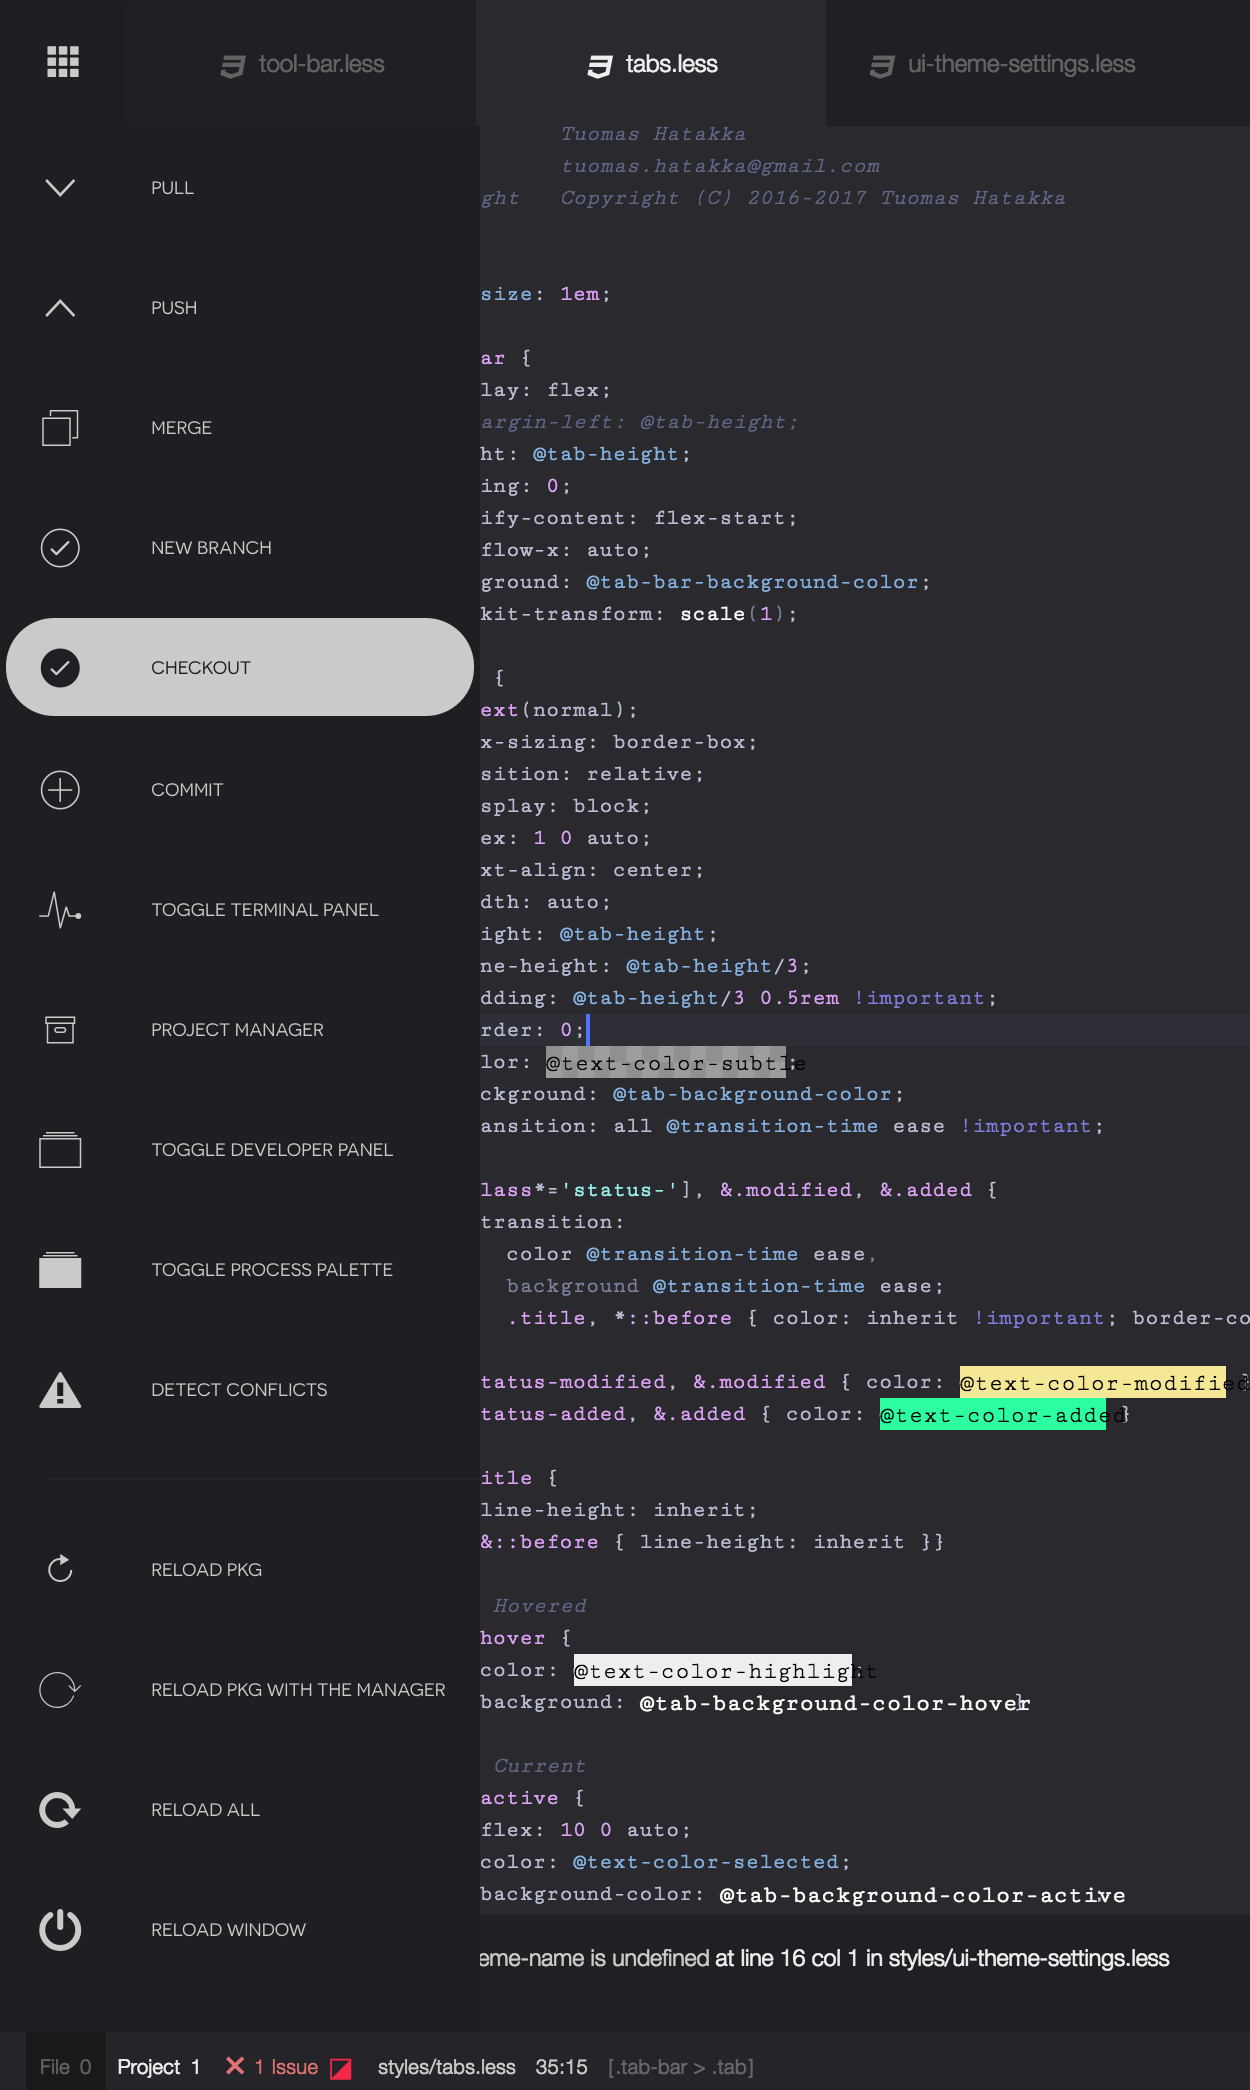 tool-bar.less
tabs.less
ui-theme-settings.less
PULL
PUSH
MERGE
NEW BRANCH
CHECKOUT
COMMIT
TOGGLE TERMINAL PANEL
PROJECT MANAGER
TOGGLE DEVELOPER PANEL
TOGGLE PROCESS PALETTE
DETECT CONFLICTS
RELOAD PKG
RELOAD PKG WITH THE MANAGER
RELOAD ALL
RELOAD WINDOW
Tuomas Hatakka
tuomas.hatakka@gmail.com
ght   Copyright (C) 2016-2017 Tuomas Hatakka
size: 1em;
ar {
lay: flex;
argin-left: @tab-height;
ht: @tab-height;
ing: 0;
ify-content: flex-start;
flow-x: auto;
ground: @tab-bar-background-color;
kit-transform: scale(1);
{
ext(normal);
x-sizing: border-box;
sition: relative;
splay: block;
ex: 1 0 auto;
xt-align: center;
dth: auto;
ight: @tab-height;
ne-height: @tab-height/3;
dding: @tab-height/3 0.5rem !important;
rder: 0;
lor: @text-color-subtle;
ckground: @tab-background-color;
ansition: all @transition-time ease !important;
lass*='status-'], &.modified, &.added {
transition:
color @transition-time ease,
background @transition-time ease;
.title, *::before { color: inherit !important; border-co
tatus-modified, &.modified { color: @text-color-modified }
tatus-added, &.added { color: @text-color-added }
itle {
line-height: inherit;
&::before { line-height: inherit }}
Hovered
hover {
color: @text-color-highlight;
background: @tab-background-color-hover }
Current
active {
flex: 10 0 auto;
color: @text-color-selected;
background-color: @tab-background-color-active;
eme-name is undefined at line 16 col 1 in styles/ui-theme-settings.less
File 0   Project 1   1 Issue   styles/tabs.less   35:15   [.tab-bar > .tab]